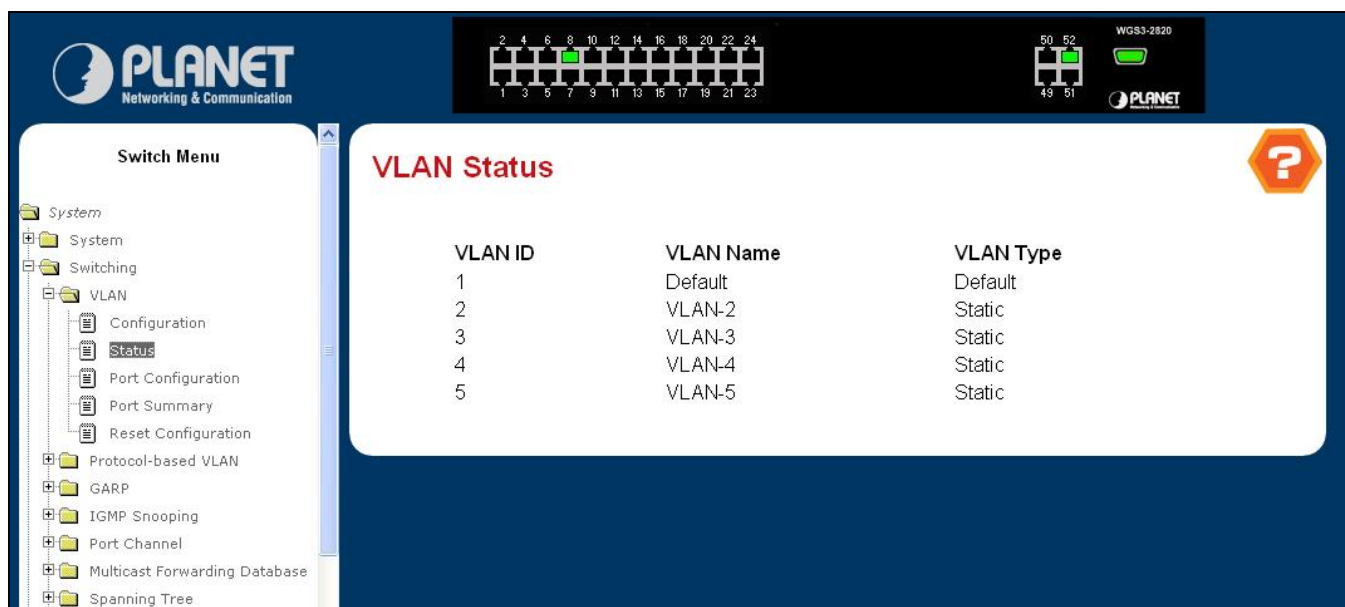 PLANET
Networking & Communication
2 4 6 8 10 12 14 16 18 20 22 24
1 3 5 7 9 11 13 15 17 19 21 23
50 52
49 51
WGS3-2820
PLANET
Networking & Communication
Switch Menu
System
System
Switching
VLAN
Configuration
Status
Port Configuration
Port Summary
Reset Configuration
Protocol-based VLAN
GARP
IGMP Snooping
Port Channel
Multicast Forwarding Database
Spanning Tree
VLAN Status
?
VLAN ID VLAN Name VLAN Type
1 Default Default
2 VLAN-2 Static
3 VLAN-3 Static
4 VLAN-4 Static
5 VLAN-5 Static